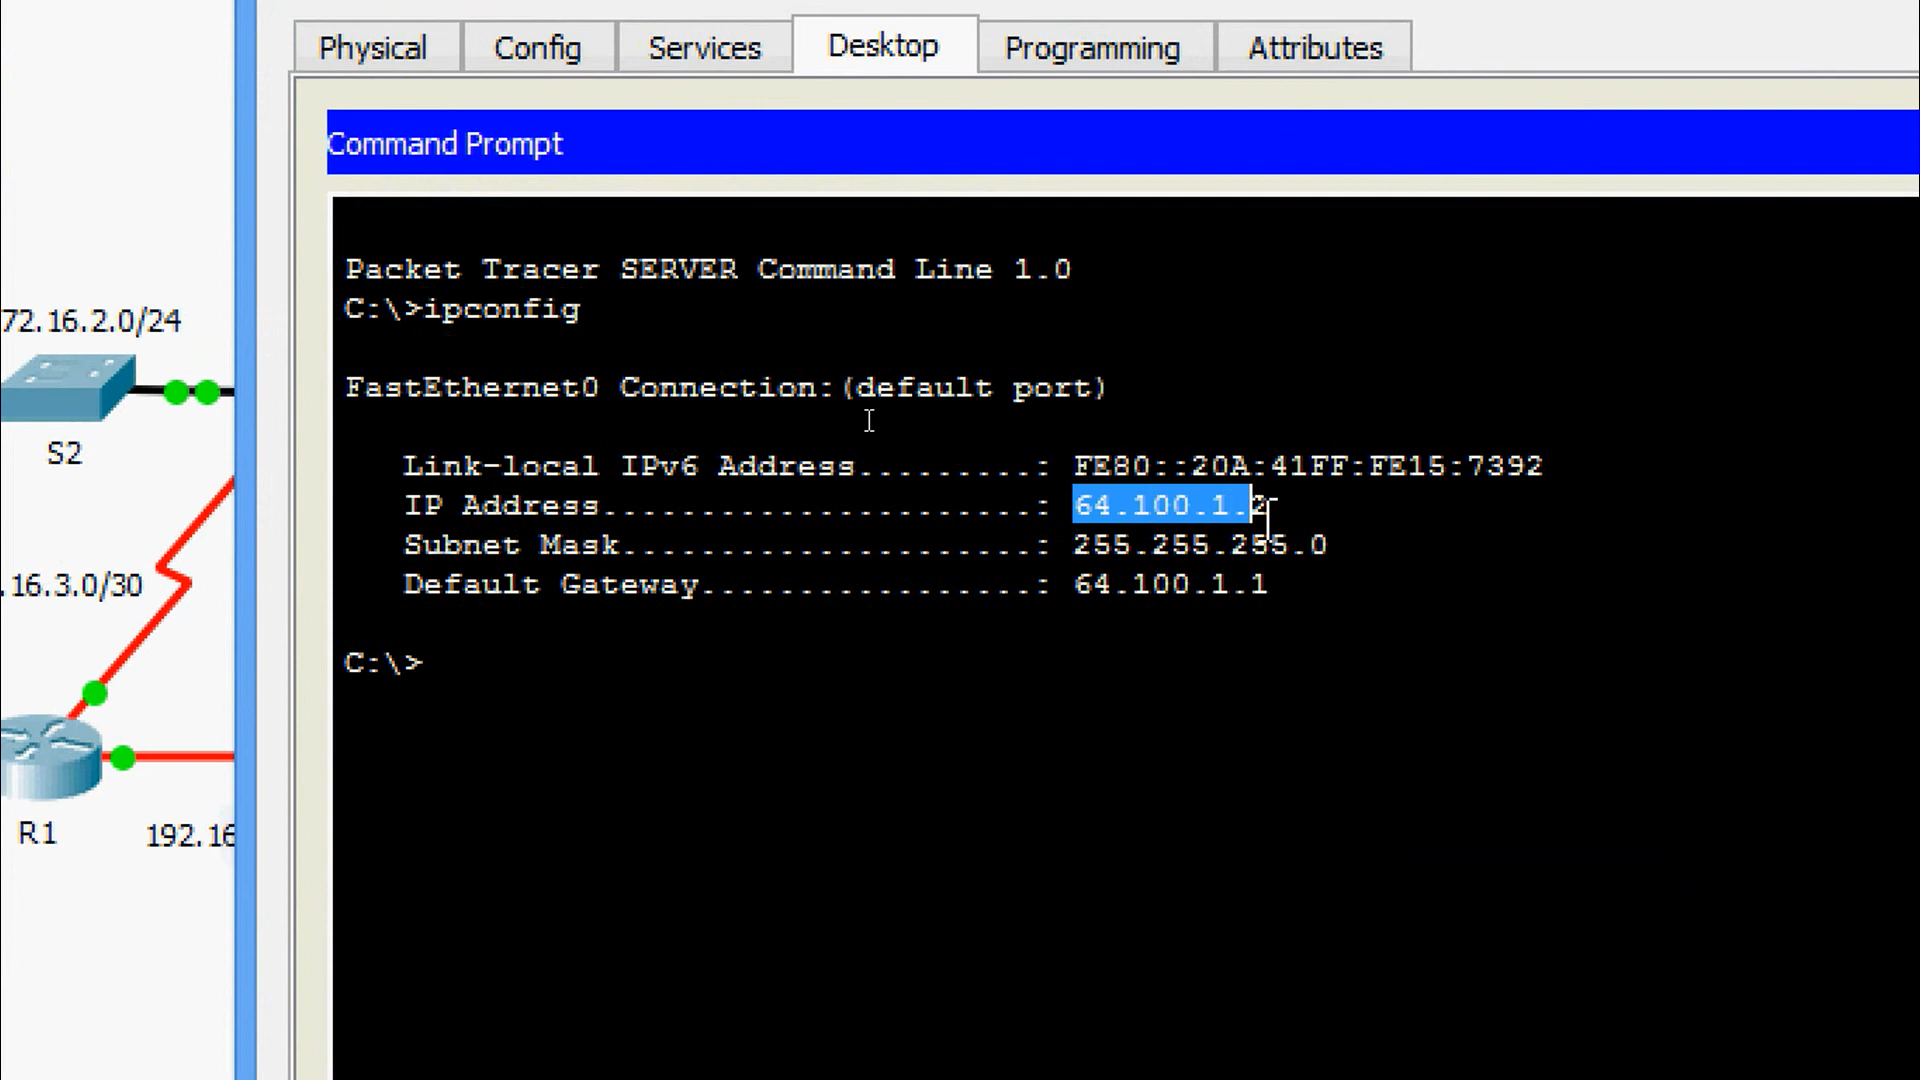 Physical Config Services Desktop Programming Attributes
Command Prompt
Packet Tracer SERVER Command Line 1.0
C:\>ipconfig
FastEthernet0 Connection:(default port)
Link-local IPv6 Address.........: FE80::20A:41FF:FE15:7392
IP Address......................: 64.100.1.2
Subnet Mask.....................: 255.255.255.0
Default Gateway.................: 64.100.1.1
C:\>
72.16.2.0/24
S2
.16.3.0/30
R1
192.16